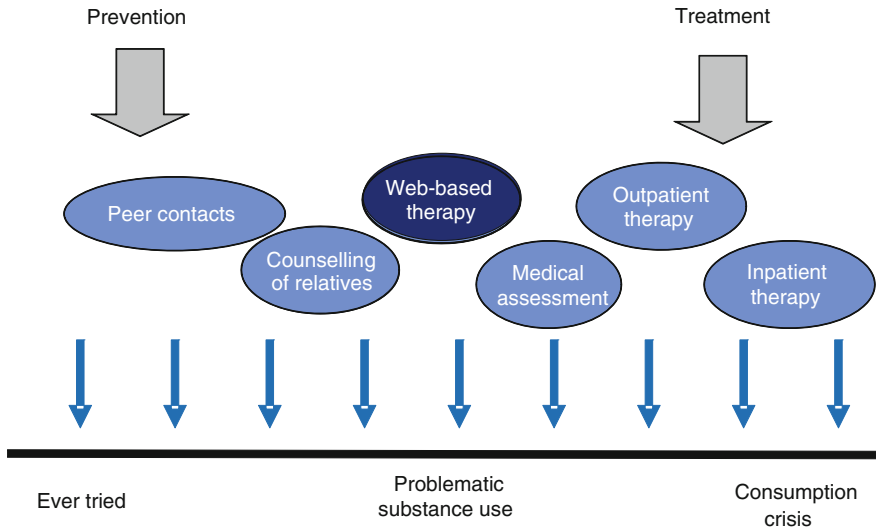 Prevention
Treatment
Peer contacts
Counselling
of relatives
Web-based
therapy
Medical
assessment
Outpatient
therapy
Inpatient
therapy
Ever tried
Problematic
substance use
Consumption
crisis